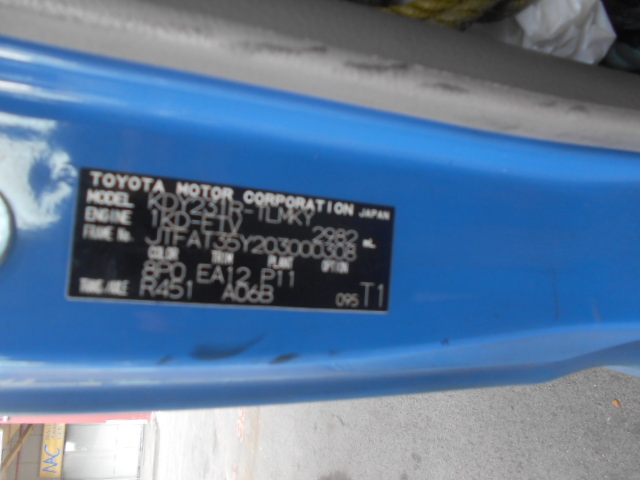 TOYOTA MOTOR CORPORATION JAPAN
MODEL KDY231R-TLMKY
ENGINE 1KD-FTV 2982 mL
FRAME No. JTFAT35Y203000308
COLOR TRIM PLANT OPTION
8P0 EA12 P11
TRANS/AXLE R451 A06B 095 T1
NAC